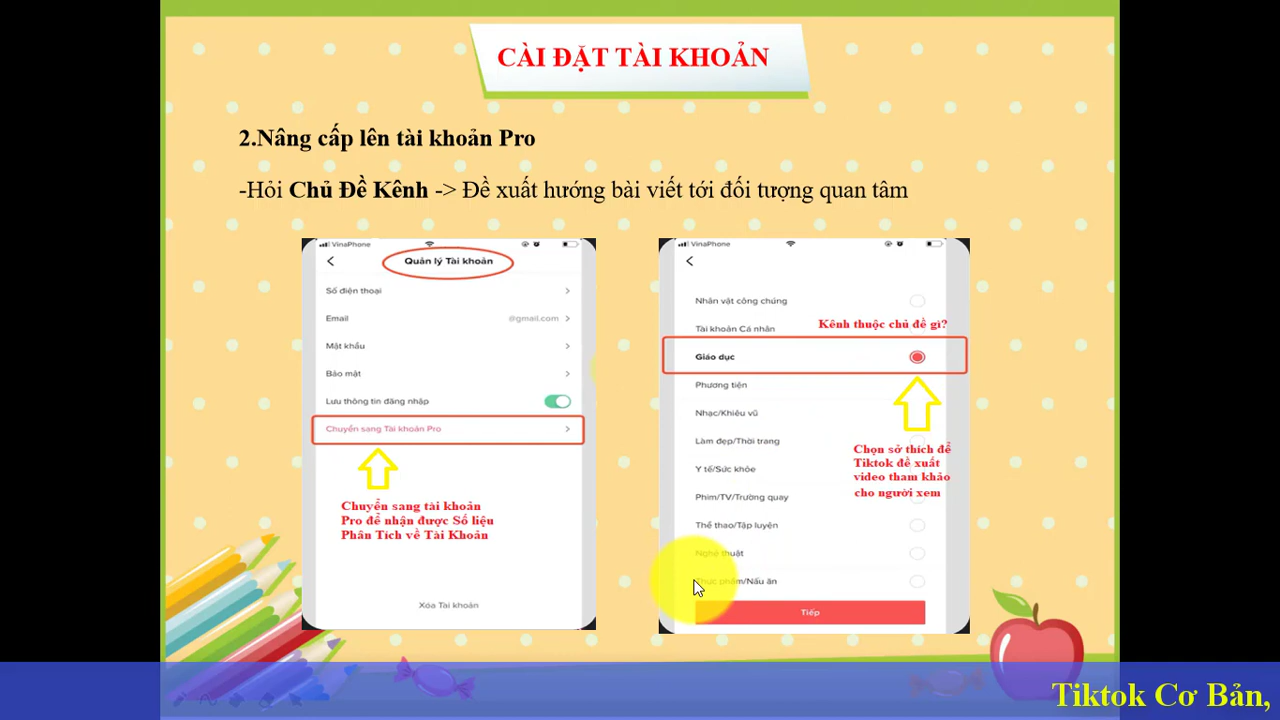 CÀI ĐẶT TÀI KHOẢN
2.Nâng cấp lên tài khoản Pro
-Hỏi Chủ Đề Kênh -> Đề xuất hướng bài viết tới đối tượng quan tâm
VinaPhone
Quản lý Tài khoản
Số điện thoại
Email @gmail.com
Mật khẩu
Bảo mật
Lưu thông tin đăng nhập
Chuyển sang Tài khoản Pro
Chuyển sang tài khoản
Pro để nhận được Số liệu
Phân Tích về Tài Khoản
Xóa Tài khoản
VinaPhone
Nhân vật công chúng
Kênh thuộc chủ đề gì?
Tài khoản Cá nhân
Giáo dục
Phương tiện
Nhạc/Khiêu vũ
Làm đẹp/Thời trang
Chọn sở thích để
Tiktok đề xuất
video tham khảo
cho người xem
Y tế/Sức khỏe
Phim/TV/Trường quay
Thể thao/Tập luyện
Nghệ thuật
Thực phẩm/Nấu ăn
Tiếp
Tiktok Cơ Bản,